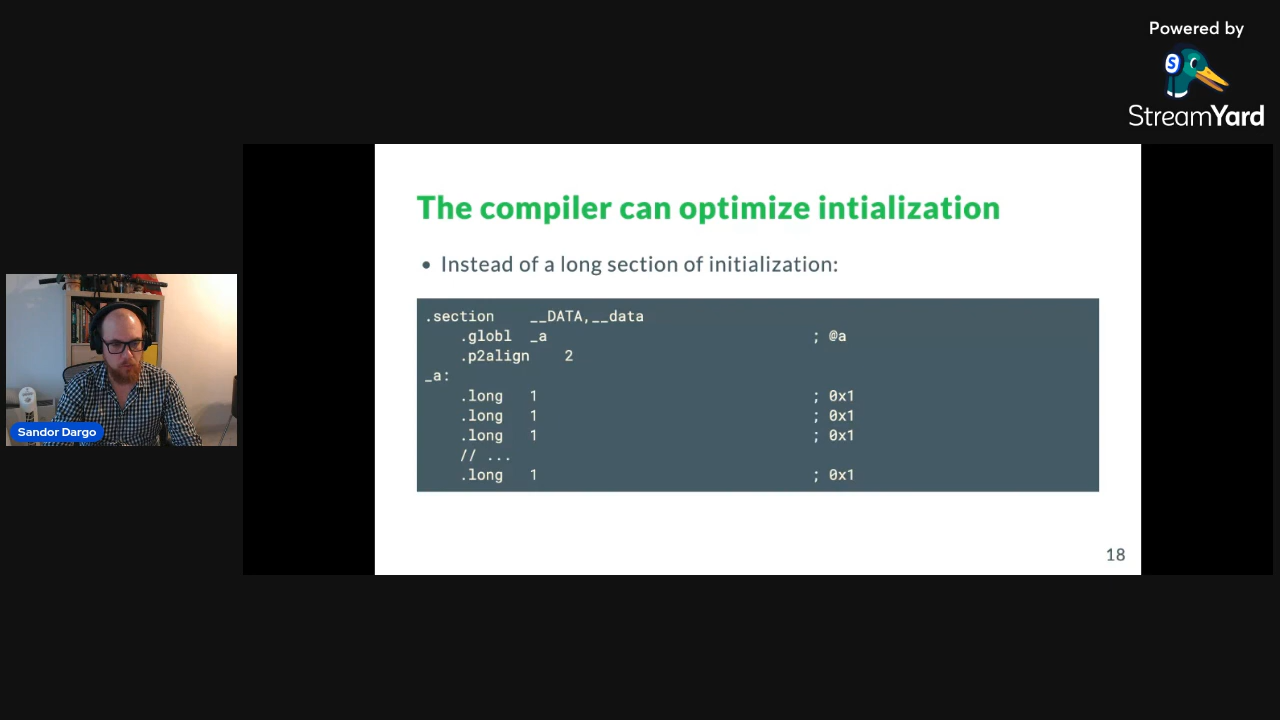 Powered by
StreamYard
The compiler can optimize intialization
• Instead of a long section of initialization:
.section __DATA,__data
.globl _a ; @a
.p2align 2
_a:
.long 1 ; 0x1
.long 1 ; 0x1
.long 1 ; 0x1
// ...
.long 1 ; 0x1
18
Sandor Dargo